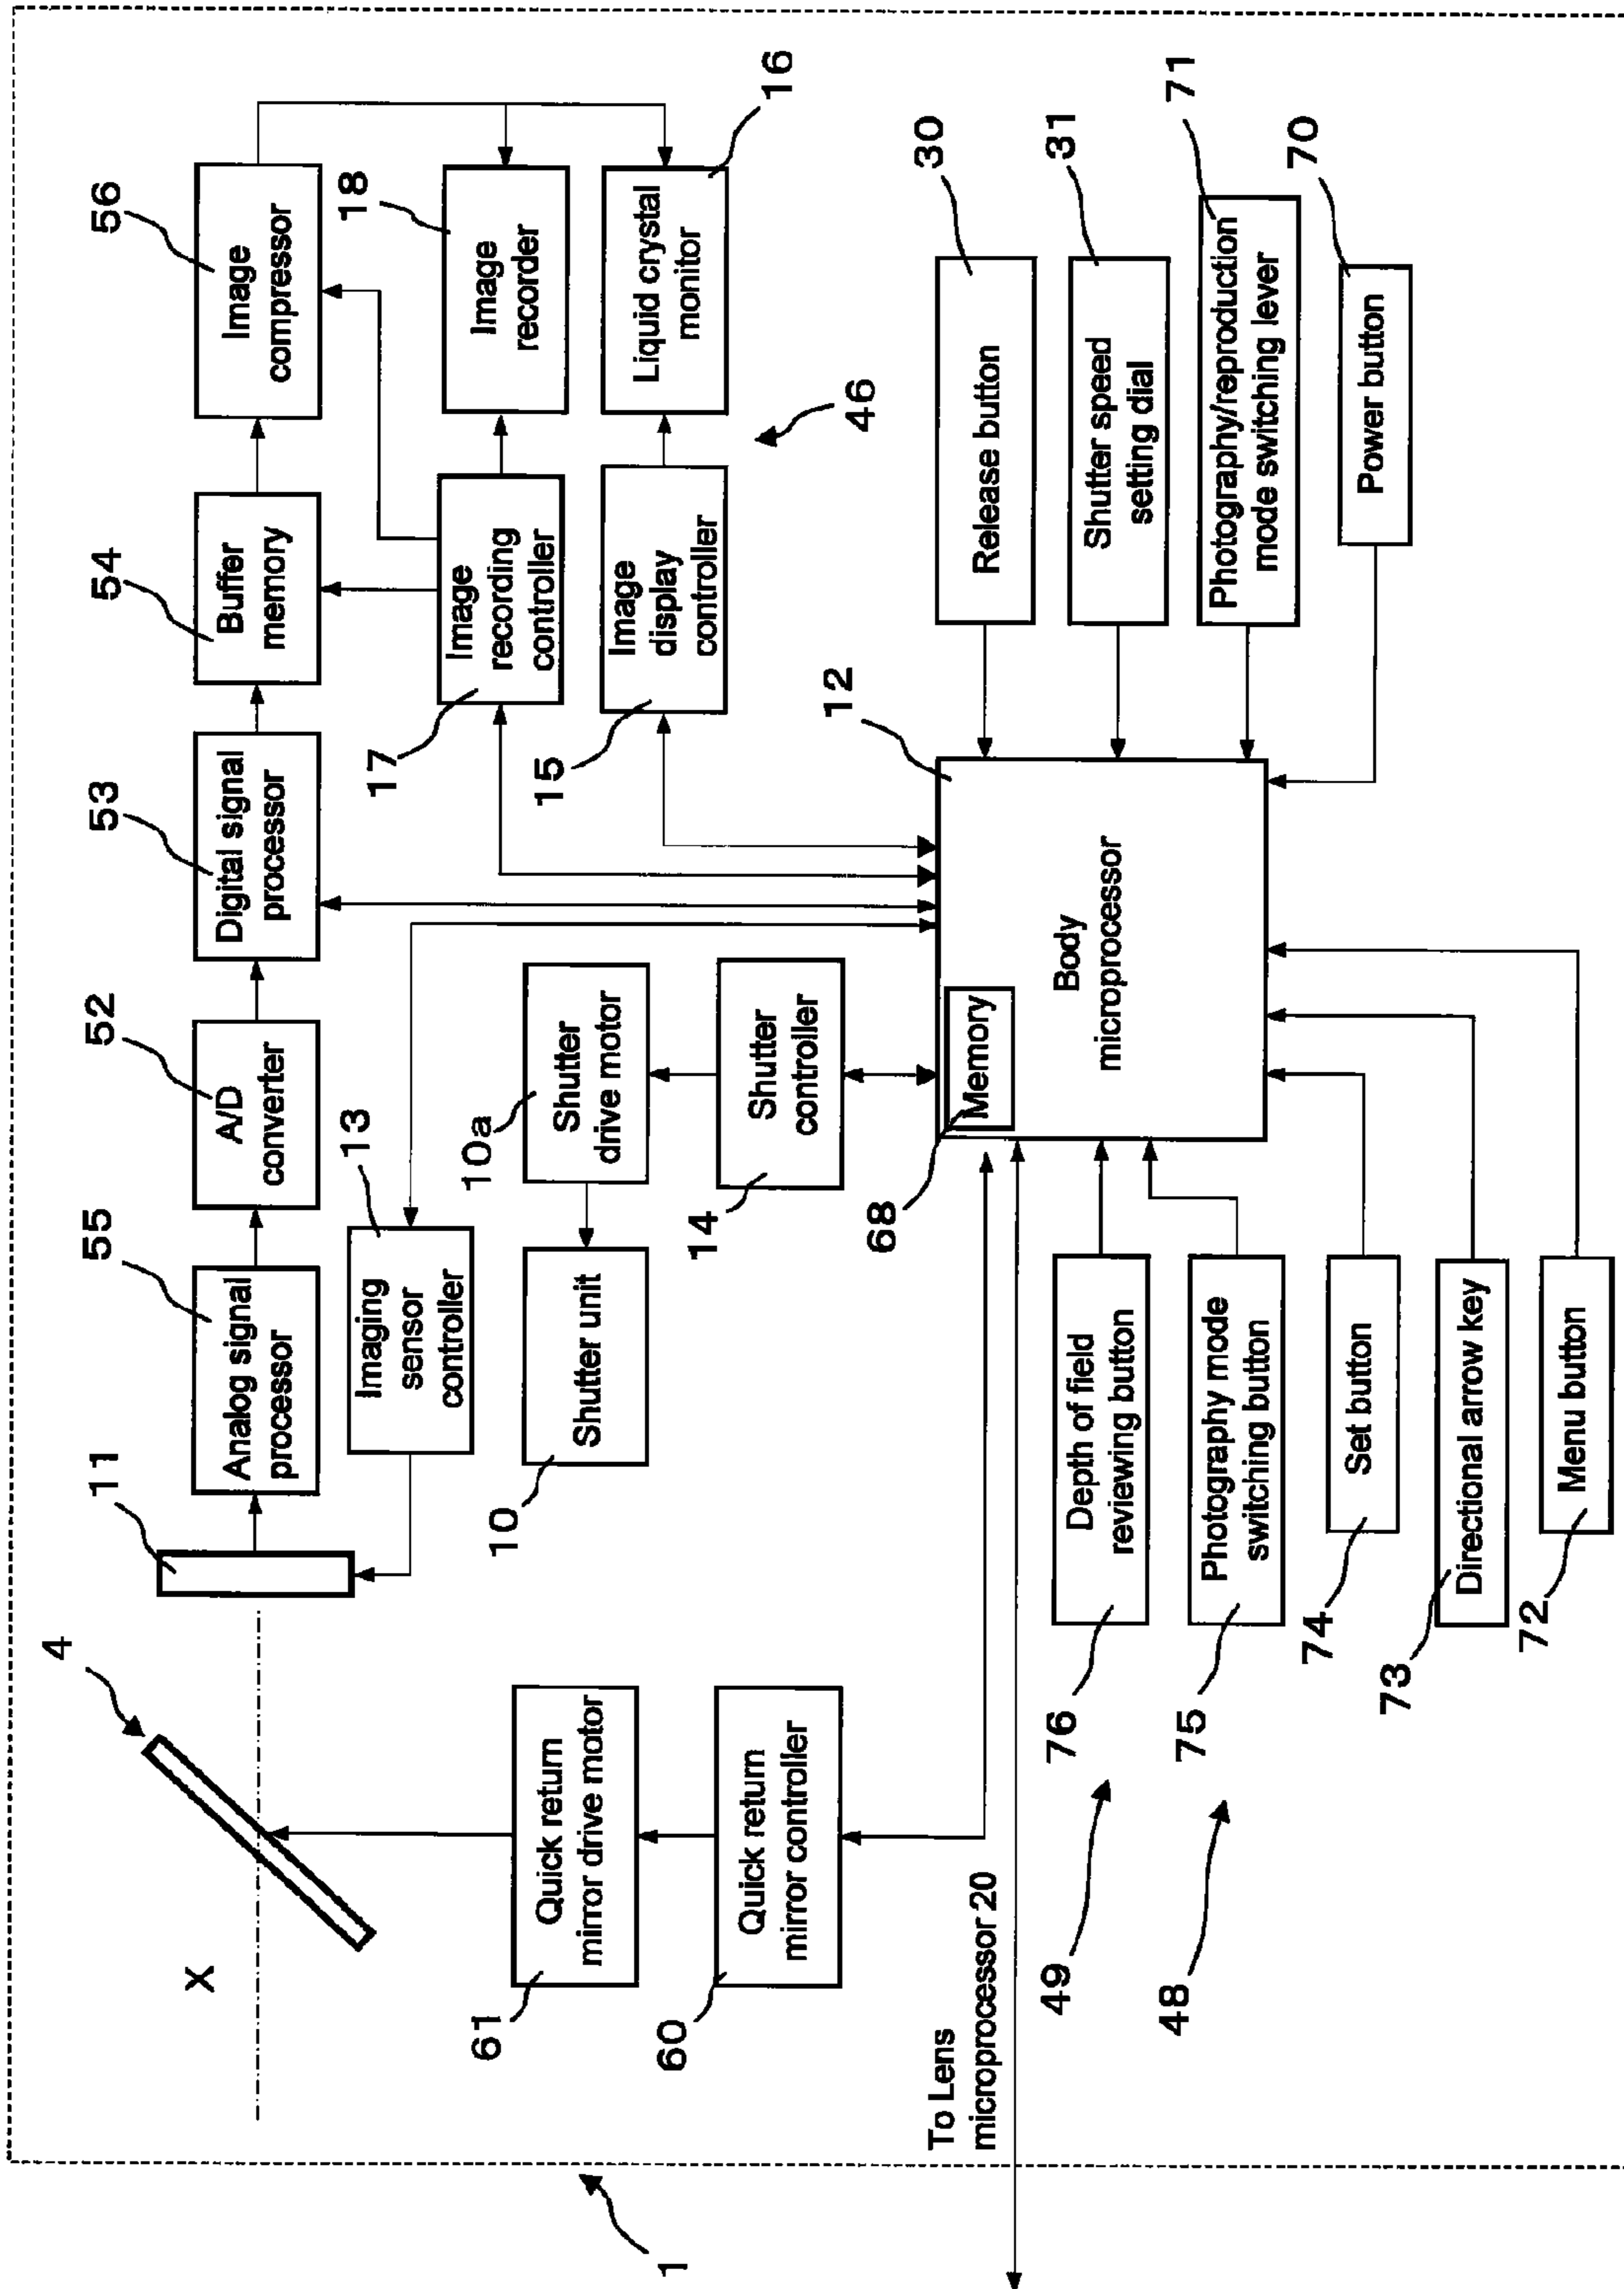 4
X
11
55
Analog signal
processor
52
A/D
converter
53
Digital signal
processor
54
Buffer
memory
56
Image
compressor
13
Imaging
sensor
controller
17
Image
recording
controller
18
Image
recorder
61
Quick return
mirror drive motor
10
Shutter unit
10a
Shutter
drive motor
15
Image
display
controller
Liquid crystal
monitor
16
60
Quick return
mirror controller
14
Shutter
controller
46
1
To Lens
microprocessor 20
68
Memory
Body
microprocessor
12
Release button
30
Shutter speed
setting dial
31
Photography/reproduction
mode switching lever
71
Power button
70
49
76
Depth of field
reviewing button
48
75
Photography mode
switching button
74
Set button
73
Directional arrow key
72
Menu button